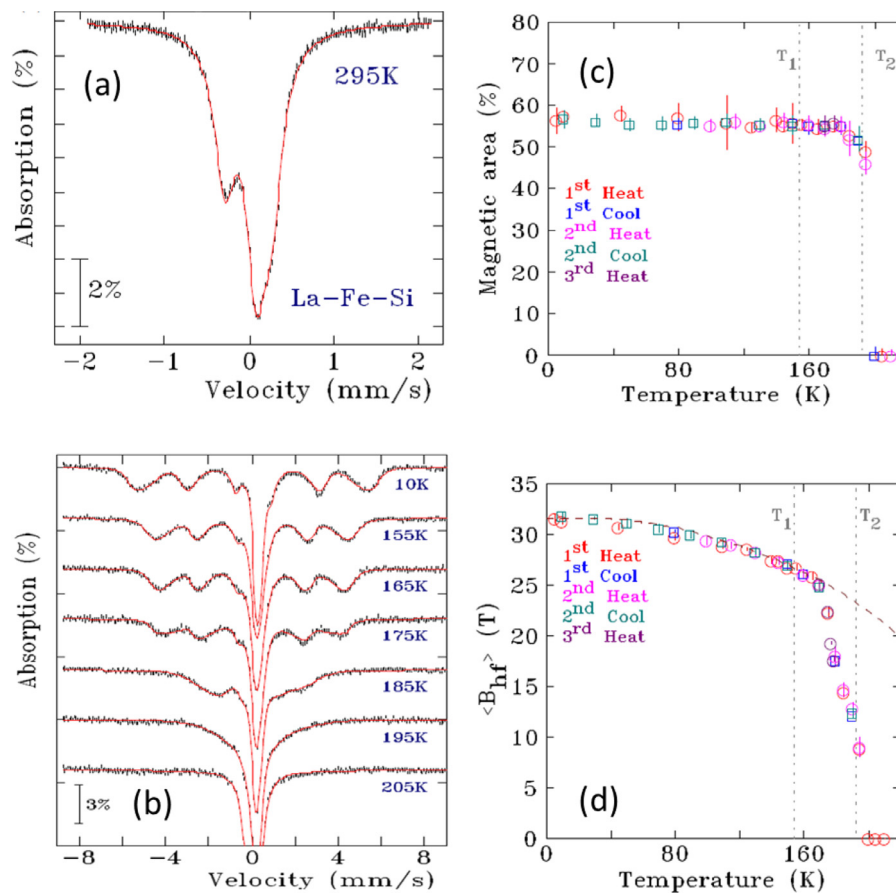 (a)
295K
Absorption (%)
2%
La-Fe-Si
-2 -1 0 1 2
Velocity (mm/s)
(c)
T1
T2
Magnetic area (%)
80
70
60
50
40
30
20
10
0
1st Heat
1st Cool
2nd Heat
2nd Cool
3rd Heat
0 80 160
Temperature (K)
10K
155K
165K
175K
185K
195K
205K
Absorption (%)
3%
(b)
-8 -4 0 4 8
Velocity (mm/s)
T1
T2
<Bhf> (T)
35
30
25
20
15
10
5
0
1st Heat
1st Cool
2nd Heat
2nd Cool
3rd Heat
(d)
0 80 160
Temperature (K)